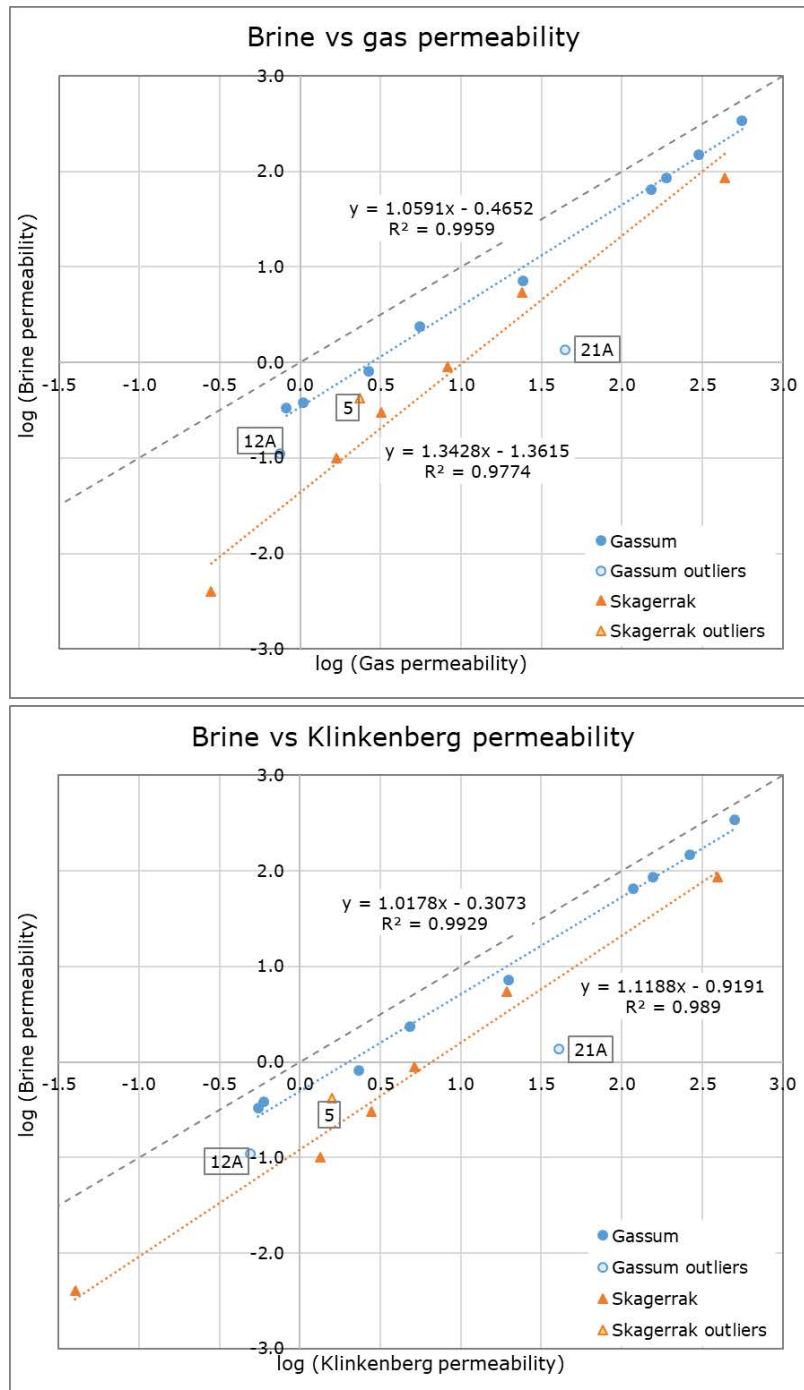 Brine vs gas permeability
3.0
2.0
1.0
0.0
-1.0
-2.0
-3.0
-1.5
-1.0
-0.5
0.0
0.5
1.0
1.5
2.0
2.5
3.0
log (Brine permeability)
log (Gas permeability)
y = 1.0591x - 0.4652
R² = 0.9959
21A
5
12A
y = 1.3428x - 1.3615
R² = 0.9774
Gassum
Gassum outliers
Skagerrak
Skagerrak outliers
Brine vs Klinkenberg permeability
3.0
2.0
1.0
0.0
-1.0
-2.0
-3.0
-1.5
-1.0
-0.5
0.0
0.5
1.0
1.5
2.0
2.5
3.0
log (Brine permeability)
log (Klinkenberg permeability)
y = 1.0178x - 0.3073
R² = 0.9929
y = 1.1188x - 0.9191
R² = 0.989
21A
5
12A
Gassum
Gassum outliers
Skagerrak
Skagerrak outliers